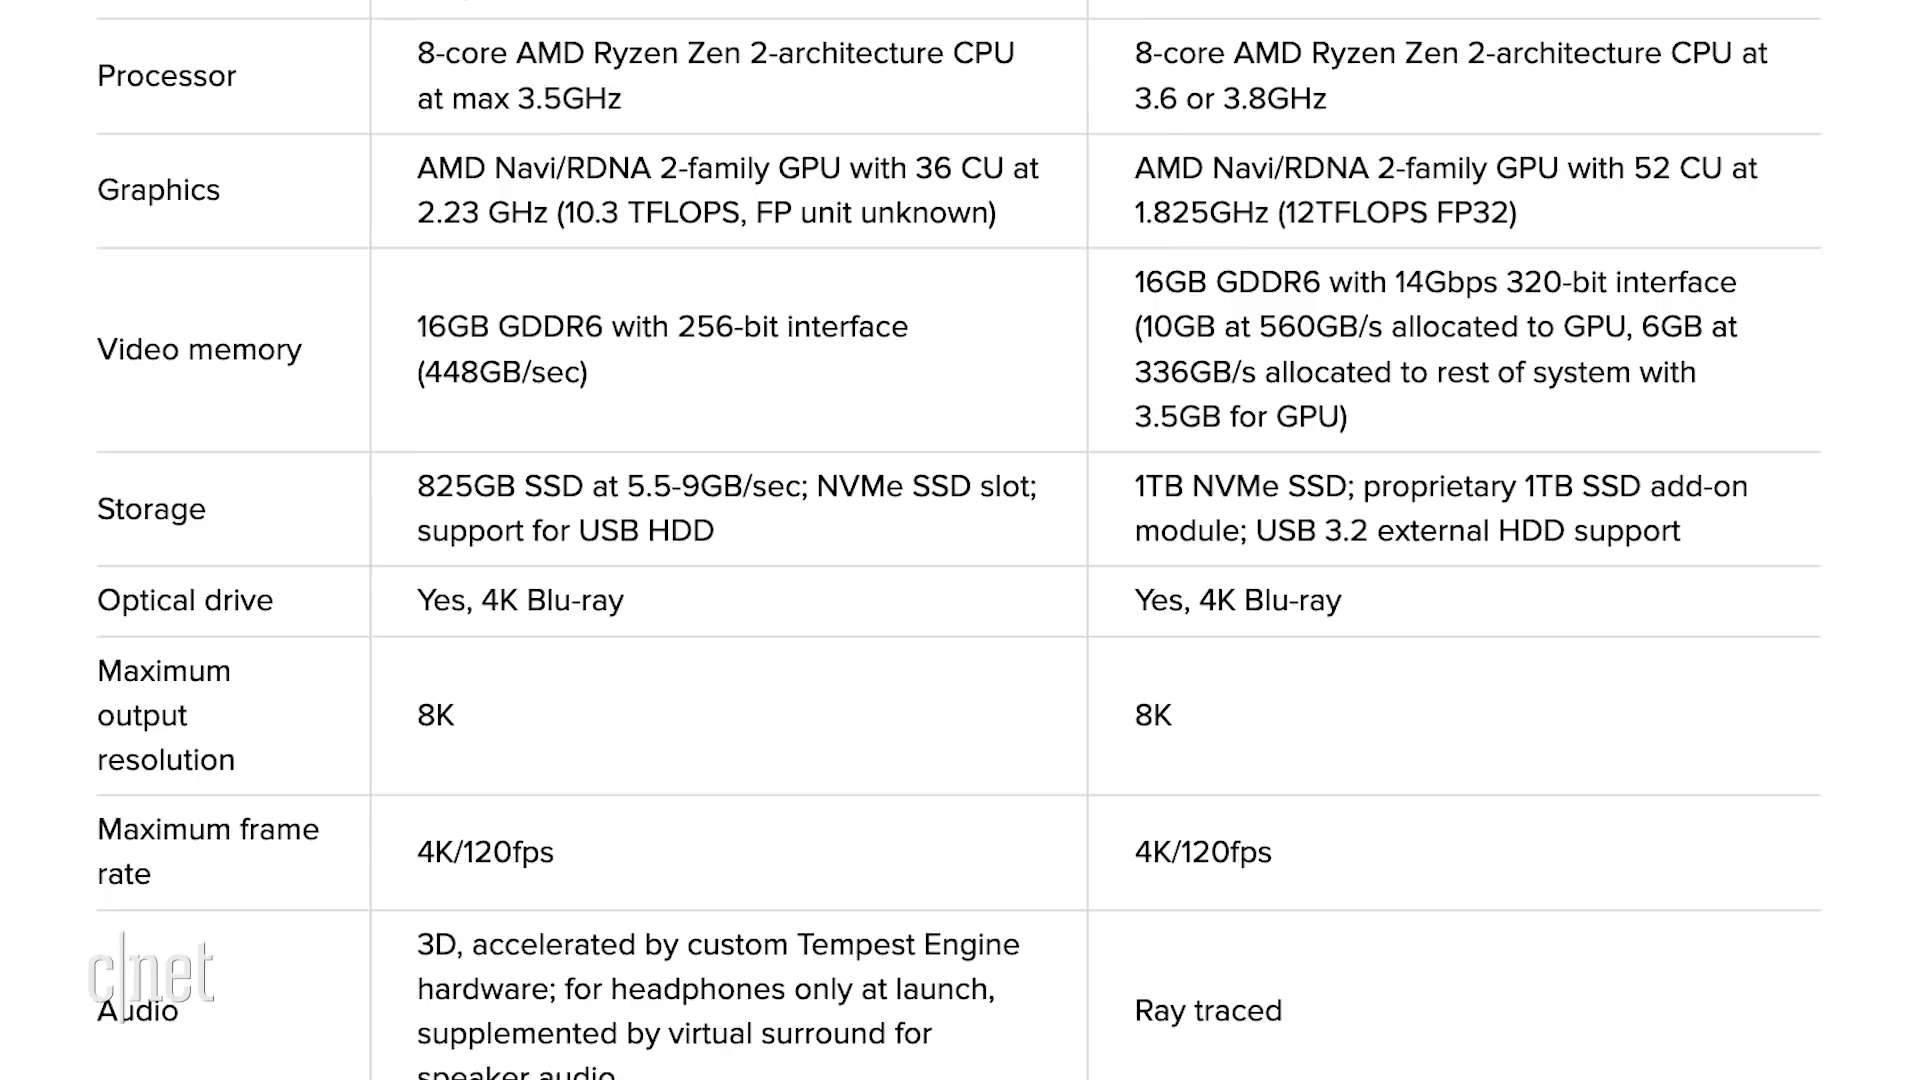 Processor
8-core AMD Ryzen Zen 2-architecture CPU
at max 3.5GHz
8-core AMD Ryzen Zen 2-architecture CPU at
3.6 or 3.8GHz
Graphics
AMD Navi/RDNA 2-family GPU with 36 CU at
2.23 GHz (10.3 TFLOPS, FP unit unknown)
AMD Navi/RDNA 2-family GPU with 52 CU at
1.825GHz (12TFLOPS FP32)
Video memory
16GB GDDR6 with 256-bit interface
(448GB/sec)
16GB GDDR6 with 14Gbps 320-bit interface
(10GB at 560GB/s allocated to GPU, 6GB at
336GB/s allocated to rest of system with
3.5GB for GPU)
Storage
825GB SSD at 5.5-9GB/sec; NVMe SSD slot;
support for USB HDD
1TB NVMe SSD; proprietary 1TB SSD add-on
module; USB 3.2 external HDD support
Optical drive
Yes, 4K Blu-ray
Yes, 4K Blu-ray
Maximum
output
resolution
8K
8K
Maximum frame
rate
4K/120fps
4K/120fps
Audio
3D, accelerated by custom Tempest Engine
hardware; for headphones only at launch,
supplemented by virtual surround for
speaker audio
Ray traced
c|net